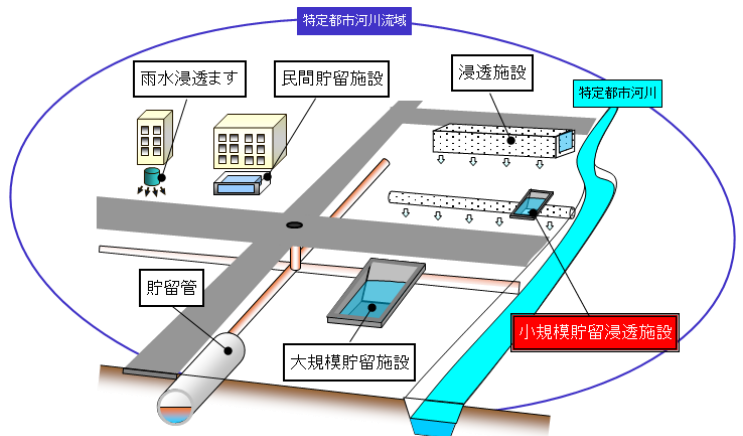 特定都市河川流域
雨水浸透ます
民間貯留施設
浸透施設
特定都市河川
貯留管
大規模貯留施設
小規模貯留浸透施設